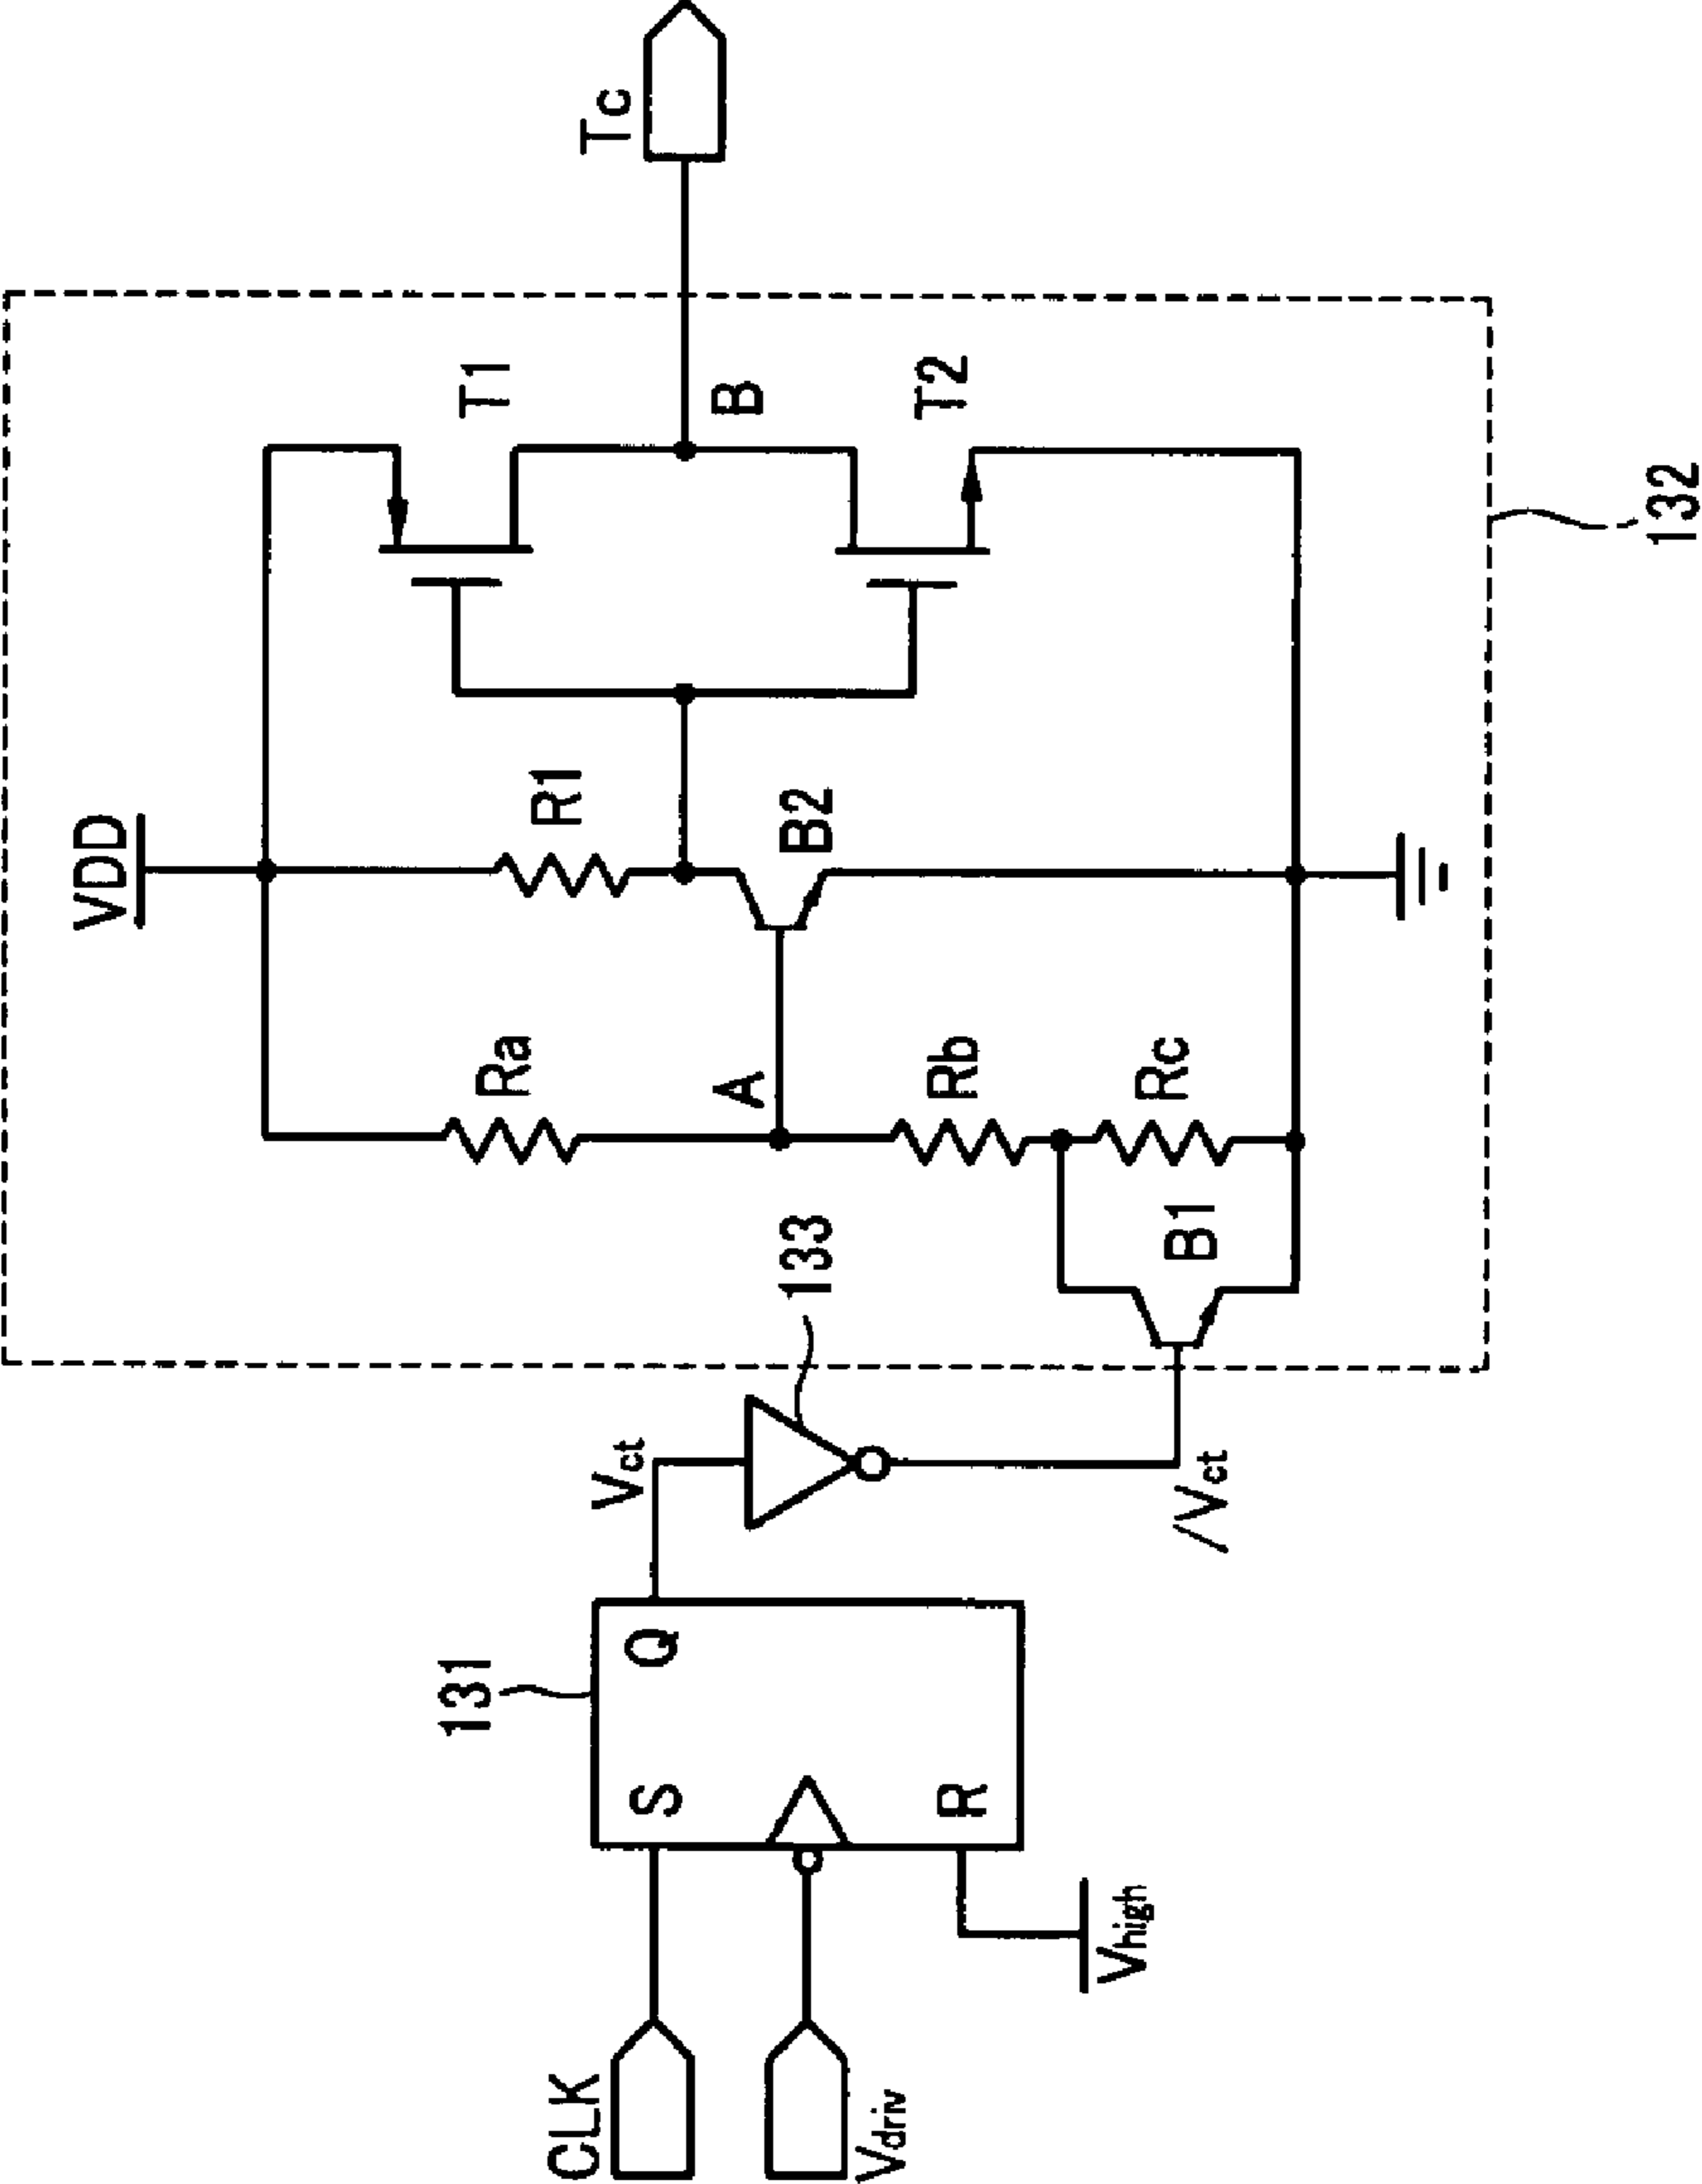 CLK
Vdriv
Vhigh
131
S
R
Q
Vct
133
/Vct
VDD
Ra
A
Rb
Rc
B1
R1
B2
T1
B
T2
Tc
132